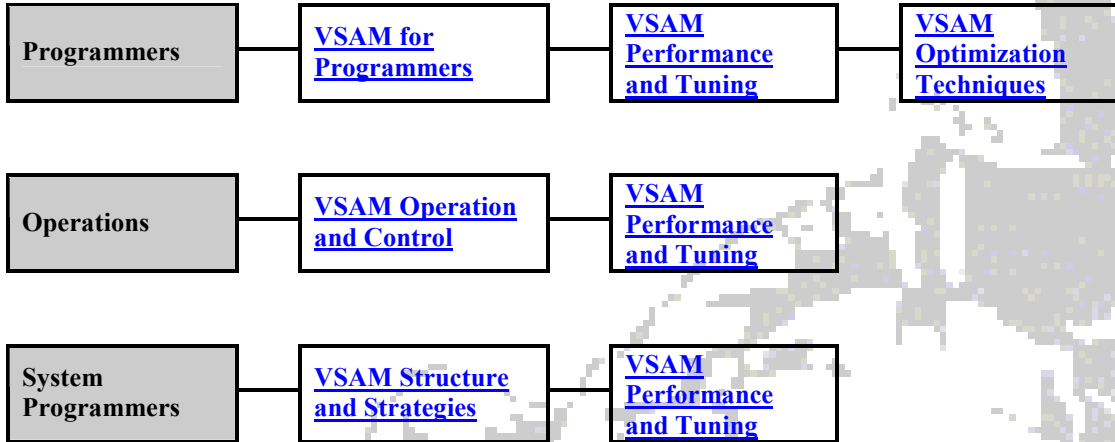 Programmers
VSAM for
Programmers
VSAM
Performance
and Tuning
VSAM
Optimization
Techniques
Operations
VSAM Operation
and Control
VSAM
Performance
and Tuning
System
Programmers
VSAM Structure
and Strategies
VSAM
Performance
and Tuning